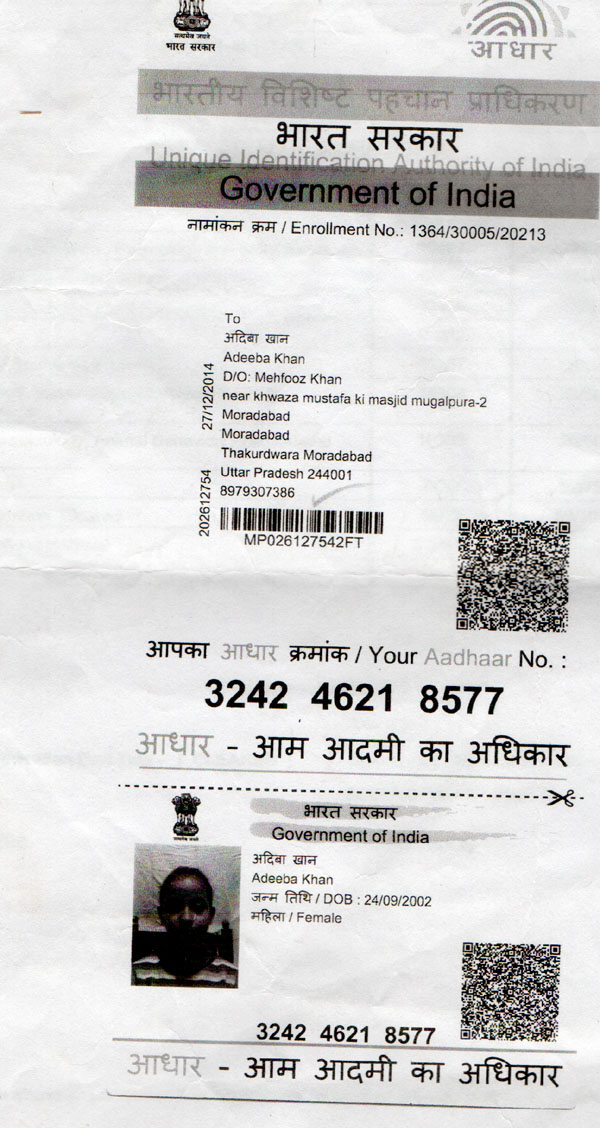 सत्यमेव जयते
भारत सरकार
आधार
भारतीय विशिष्ट पहचान प्राधिकरण
भारत सरकार
Unique Identification Authority of India
Government of India
नामांकन क्रम / Enrollment No.: 1364/30005/20213
To
अदिबा खान
Adeeba Khan
D/O: Mehfooz Khan
near khwaza mustafa ki masjid mugalpura-2
Moradabad
Moradabad
Thakurdwara Moradabad
Uttar Pradesh 244001
8979307386
27/12/2014
202612754
MP026127542FT
आपका आधार क्रमांक / Your Aadhaar No. :
3242 4621 8577
आधार - आम आदमी का अधिकार
भारत सरकार
Government of India
अदिबा खान
Adeeba Khan
जन्म तिथि / DOB : 24/09/2002
महिला / Female
3242 4621 8577
आधार - आम आदमी का अधिकार